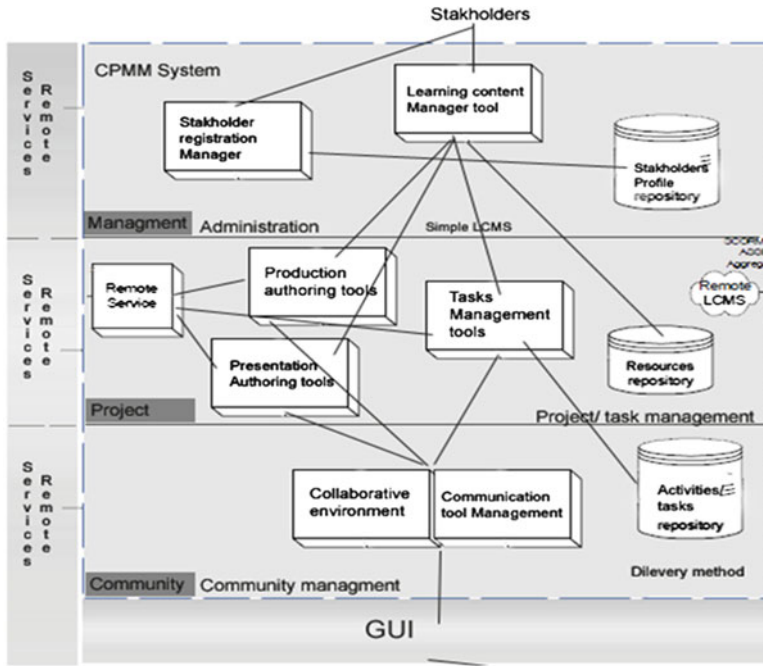 Stakholders
CPMM System
Services
Remote
Learning content
Manager tool
Stakholder
registration
Manager
Stakholders
Profile
repository
Managment
Administration
Simple LCMS
Services
Remote
Remote
Service
Production
authoring tools
Tasks
Management
tools
Remote
LCMS
Presentation
Authoring tools
Resources
repository
Project
Project/ task management
Services
Remote
Collaborative
environment
Communication
tool Management
Activities/
tasks
repository
Community
Community managment
Dilevery method
GUI